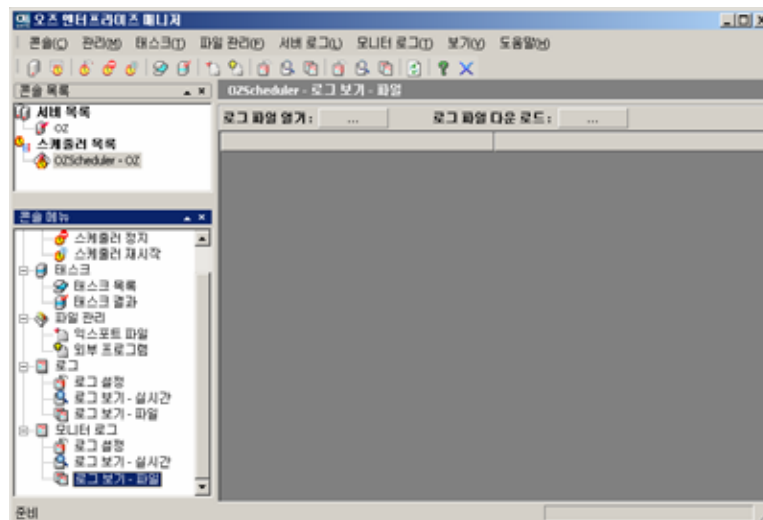 오즈 엔터프라이즈 매니저
콘솔(C) 관리(M) 태스크(T) 파일 관리(F) 서버 로그(L) 모니터 로그(T) 보기(V) 도움말(H)
콘솔 목록
서버 목록
OZ
스케줄러 목록
OZScheduler - OZ
콘솔 메뉴
스케줄러 정지
스케줄러 재시작
태스크
태스크 목록
태스크 결과
파일 관리
익스포트 파일
외부 프로그램
로그
로그 설정
로그 보기 - 실시간
로그 보기 - 파일
모니터 로그
로그 설정
로그 보기 - 실시간
로그 보기 - 파일
OZScheduler - 로그 보기 - 파일
로그 파일 열기 : ... 로그 파일 다운 로드 : ...
준비